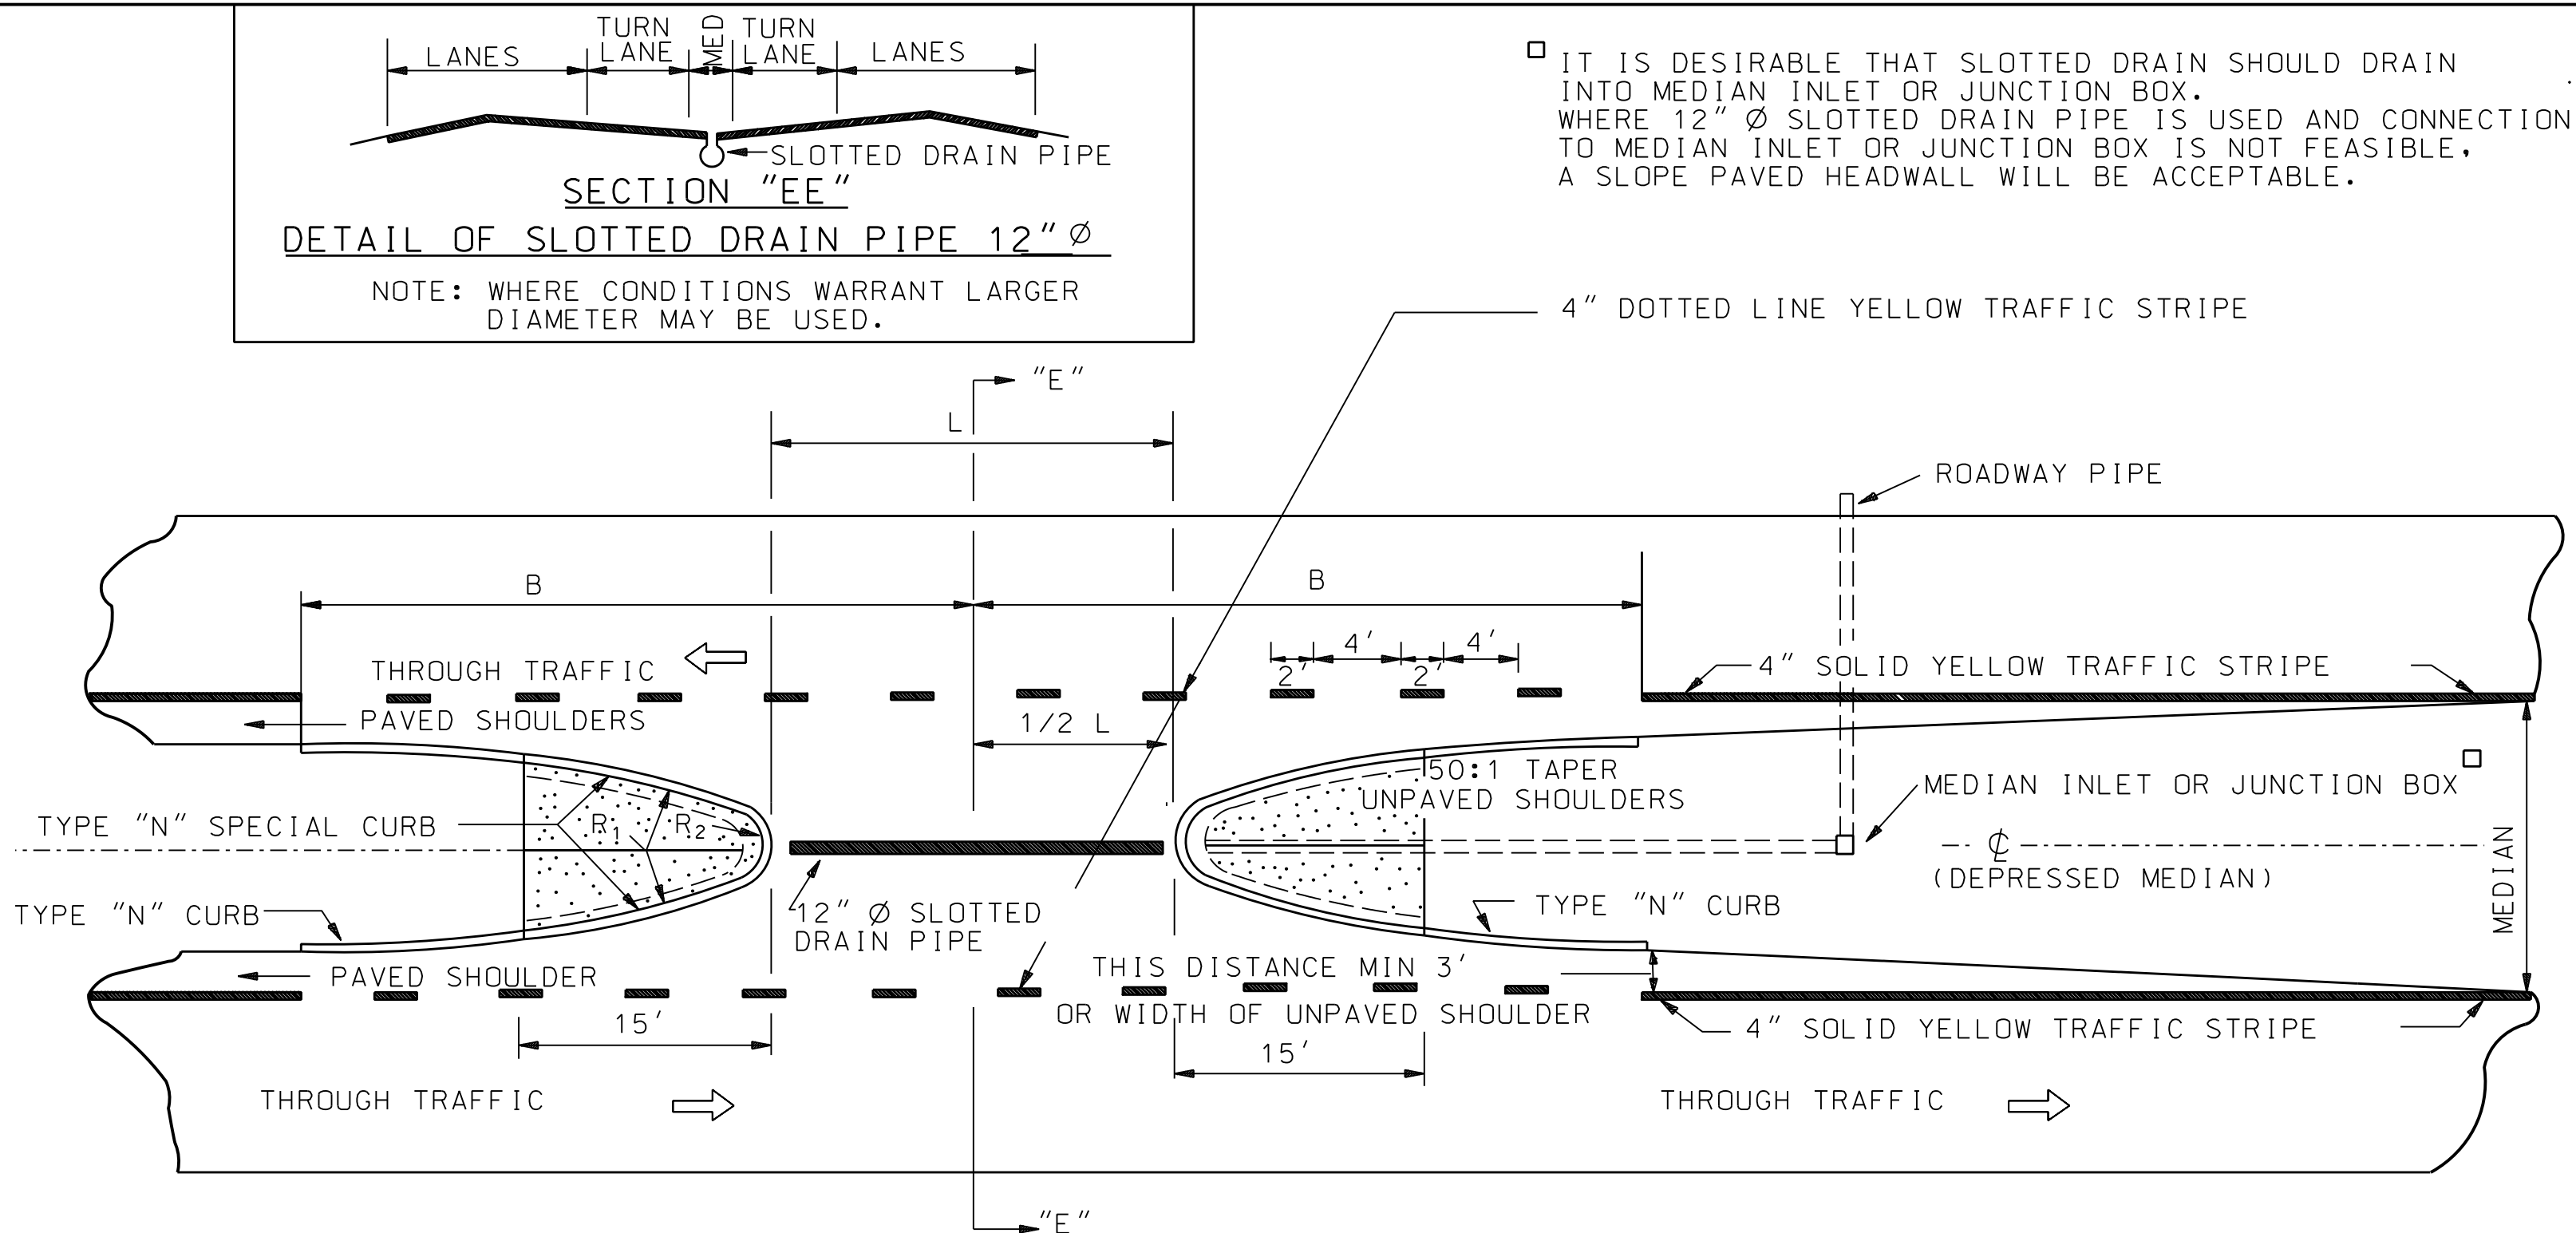 LANES
TURN
LANE
MED
TURN
LANE
LANES
SLOTTED DRAIN PIPE
SECTION "EE"
DETAIL OF SLOTTED DRAIN PIPE 12" Ø
NOTE: WHERE CONDITIONS WARRANT LARGER
DIAMETER MAY BE USED.
□ IT IS DESIRABLE THAT SLOTTED DRAIN SHOULD DRAIN
INTO MEDIAN INLET OR JUNCTION BOX.
WHERE 12" Ø SLOTTED DRAIN PIPE IS USED AND CONNECTION
TO MEDIAN INLET OR JUNCTION BOX IS NOT FEASIBLE,
A SLOPE PAVED HEADWALL WILL BE ACCEPTABLE.
4" DOTTED LINE YELLOW TRAFFIC STRIPE
"E"
L
ROADWAY PIPE
B
B
THROUGH TRAFFIC
4'
4'
2'
2'
4" SOLID YELLOW TRAFFIC STRIPE
PAVED SHOULDERS
1/2 L
50:1 TAPER
UNPAVED SHOULDERS
□
MEDIAN INLET OR JUNCTION BOX
TYPE "N" SPECIAL CURB
R1
R2
℄
(DEPRESSED MEDIAN)
MEDIAN
TYPE "N" CURB
12" Ø SLOTTED
DRAIN PIPE
TYPE "N" CURB
PAVED SHOULDER
THIS DISTANCE MIN 3'
OR WIDTH OF UNPAVED SHOULDER
15'
15'
4" SOLID YELLOW TRAFFIC STRIPE
THROUGH TRAFFIC
THROUGH TRAFFIC
"E"